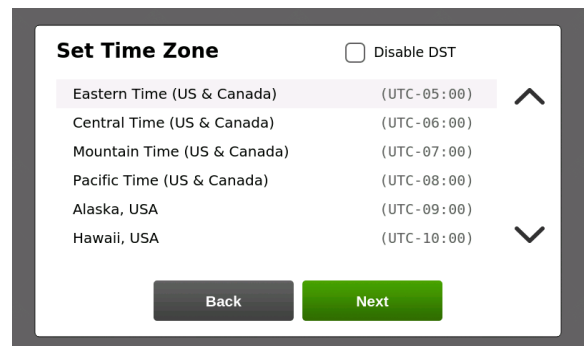 Set Time Zone Disable DST
Eastern Time (US & Canada) (UTC-05:00)
Central Time (US & Canada) (UTC-06:00)
Mountain Time (US & Canada) (UTC-07:00)
Pacific Time (US & Canada) (UTC-08:00)
Alaska, USA (UTC-09:00)
Hawaii, USA (UTC-10:00)
Back Next